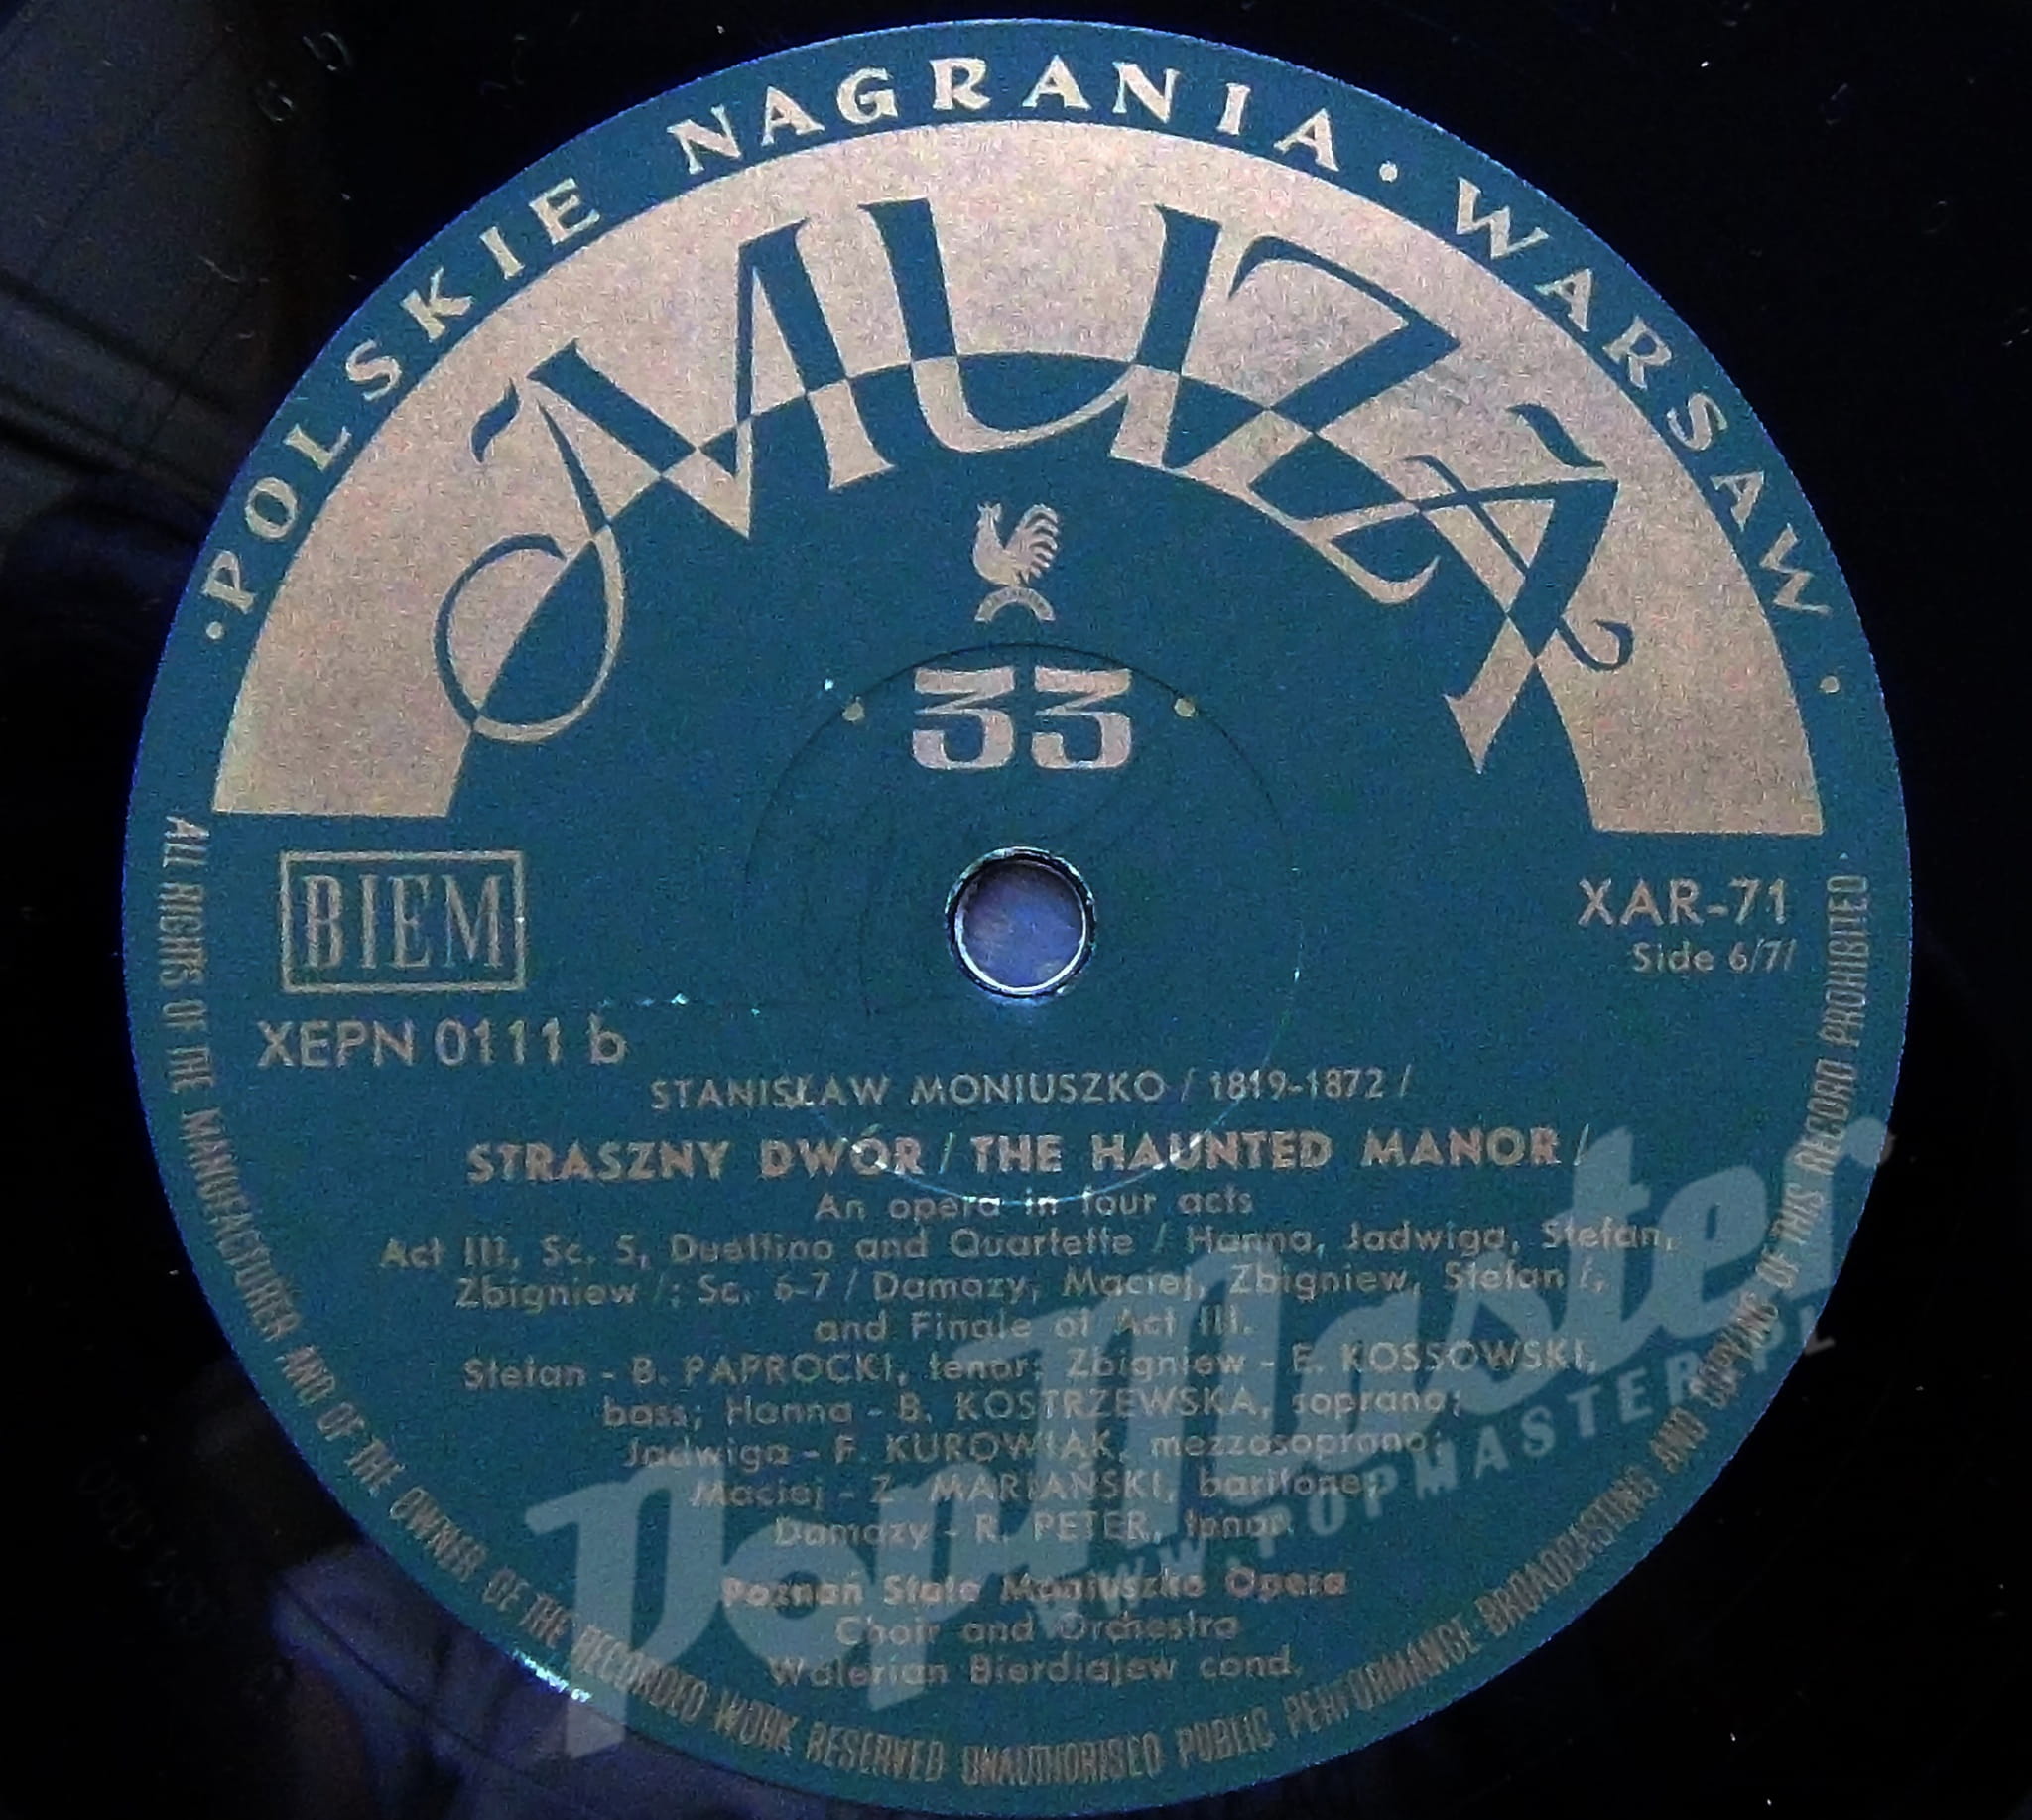 · POLSKIE NAGRANIA · WARSAW ·
MUZA
33
BIEM
XAR-71
Side 6/7/
XEPN 0111 b
STANISŁAW MONIUSZKO / 1819-1872 /
STRASZNY DWÓR / THE HAUNTED MANOR /
An opera in four acts
Act III, Sc. 5, Duettino and Quartette / Hanna, Jadwiga, Stefan,
Zbigniew /; Sc. 6-7 / Damazy, Maciej, Zbigniew, Stefan /,
and Finale of Act III.
Stefan - B. PAPROCKI, tenor; Zbigniew - E. KOSSOWSKI,
bass; Hanna - B. KOSTRZEWSKA, soprano;
Jadwiga - F. KUROWIAK, mezzosoprano;
Maciej - Z. MARIAŃSKI, baritone;
Damazy - R. PETER, tenor.
Poznań State Moniuszko Opera
Choir and Orchestra
Walerian Bierdiajew cond.
ALL RIGHTS OF THE MANUFACTURER AND OF THE OWNER OF THE RECORDED WORK RESERVED UNAUTHORISED PUBLIC PERFORMANCE·BROADCASTING AND COPYING OF THIS RECORD PROHIBITED·
PopMaster
WWW.POPMASTER.PL